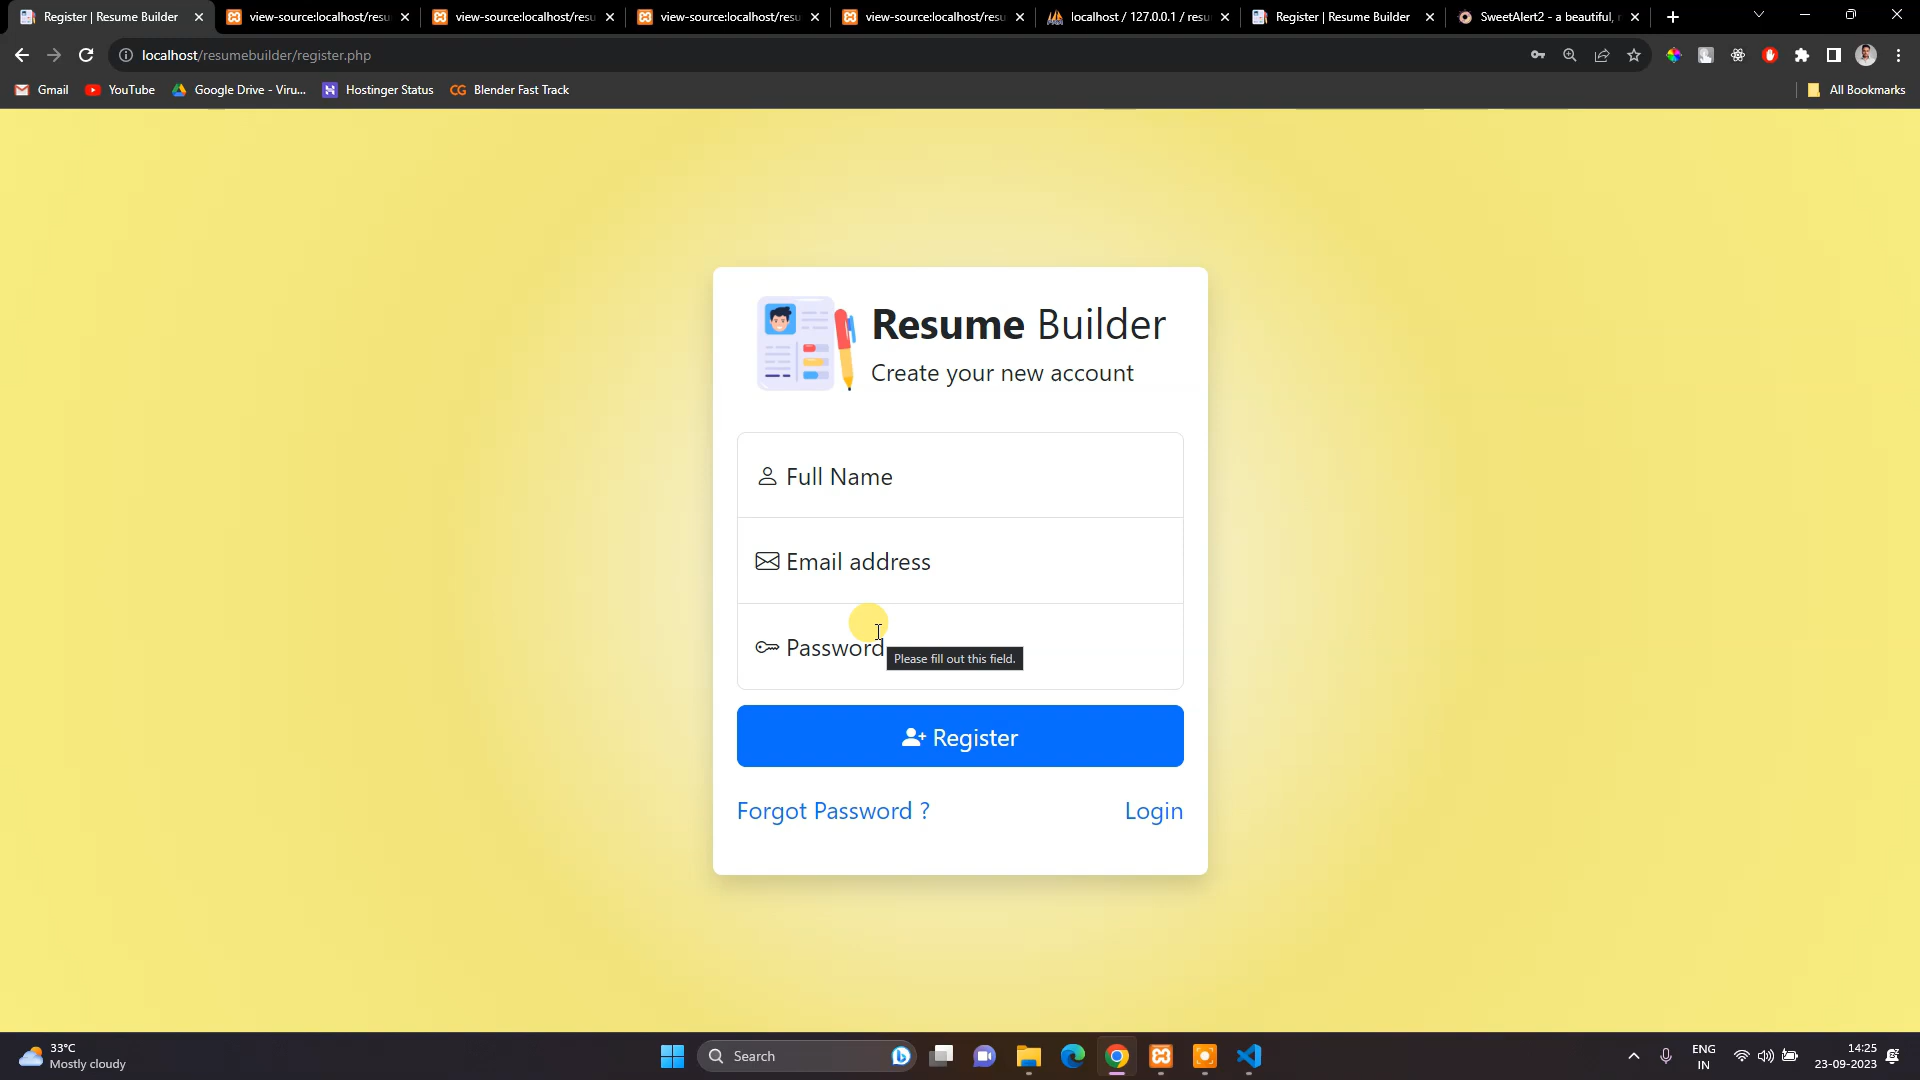 Register | Resume Builder
view-source:localhost/resu
view-source:localhost/resu
view-source:localhost/resu
view-source:localhost/resu
localhost / 127.0.0.1 / resu
Register | Resume Builder
SweetAlert2 - a beautiful, r
localhost/resumebuilder/register.php
Gmail
YouTube
Google Drive - Viru...
Hostinger Status
CG Blender Fast Track
All Bookmarks
Resume Builder
Create your new account
Full Name
Email address
Password
Please fill out this field.
Register
Forgot Password ?
Login
33°C
Mostly cloudy
Search
ENG
IN
14:25
23-09-2023